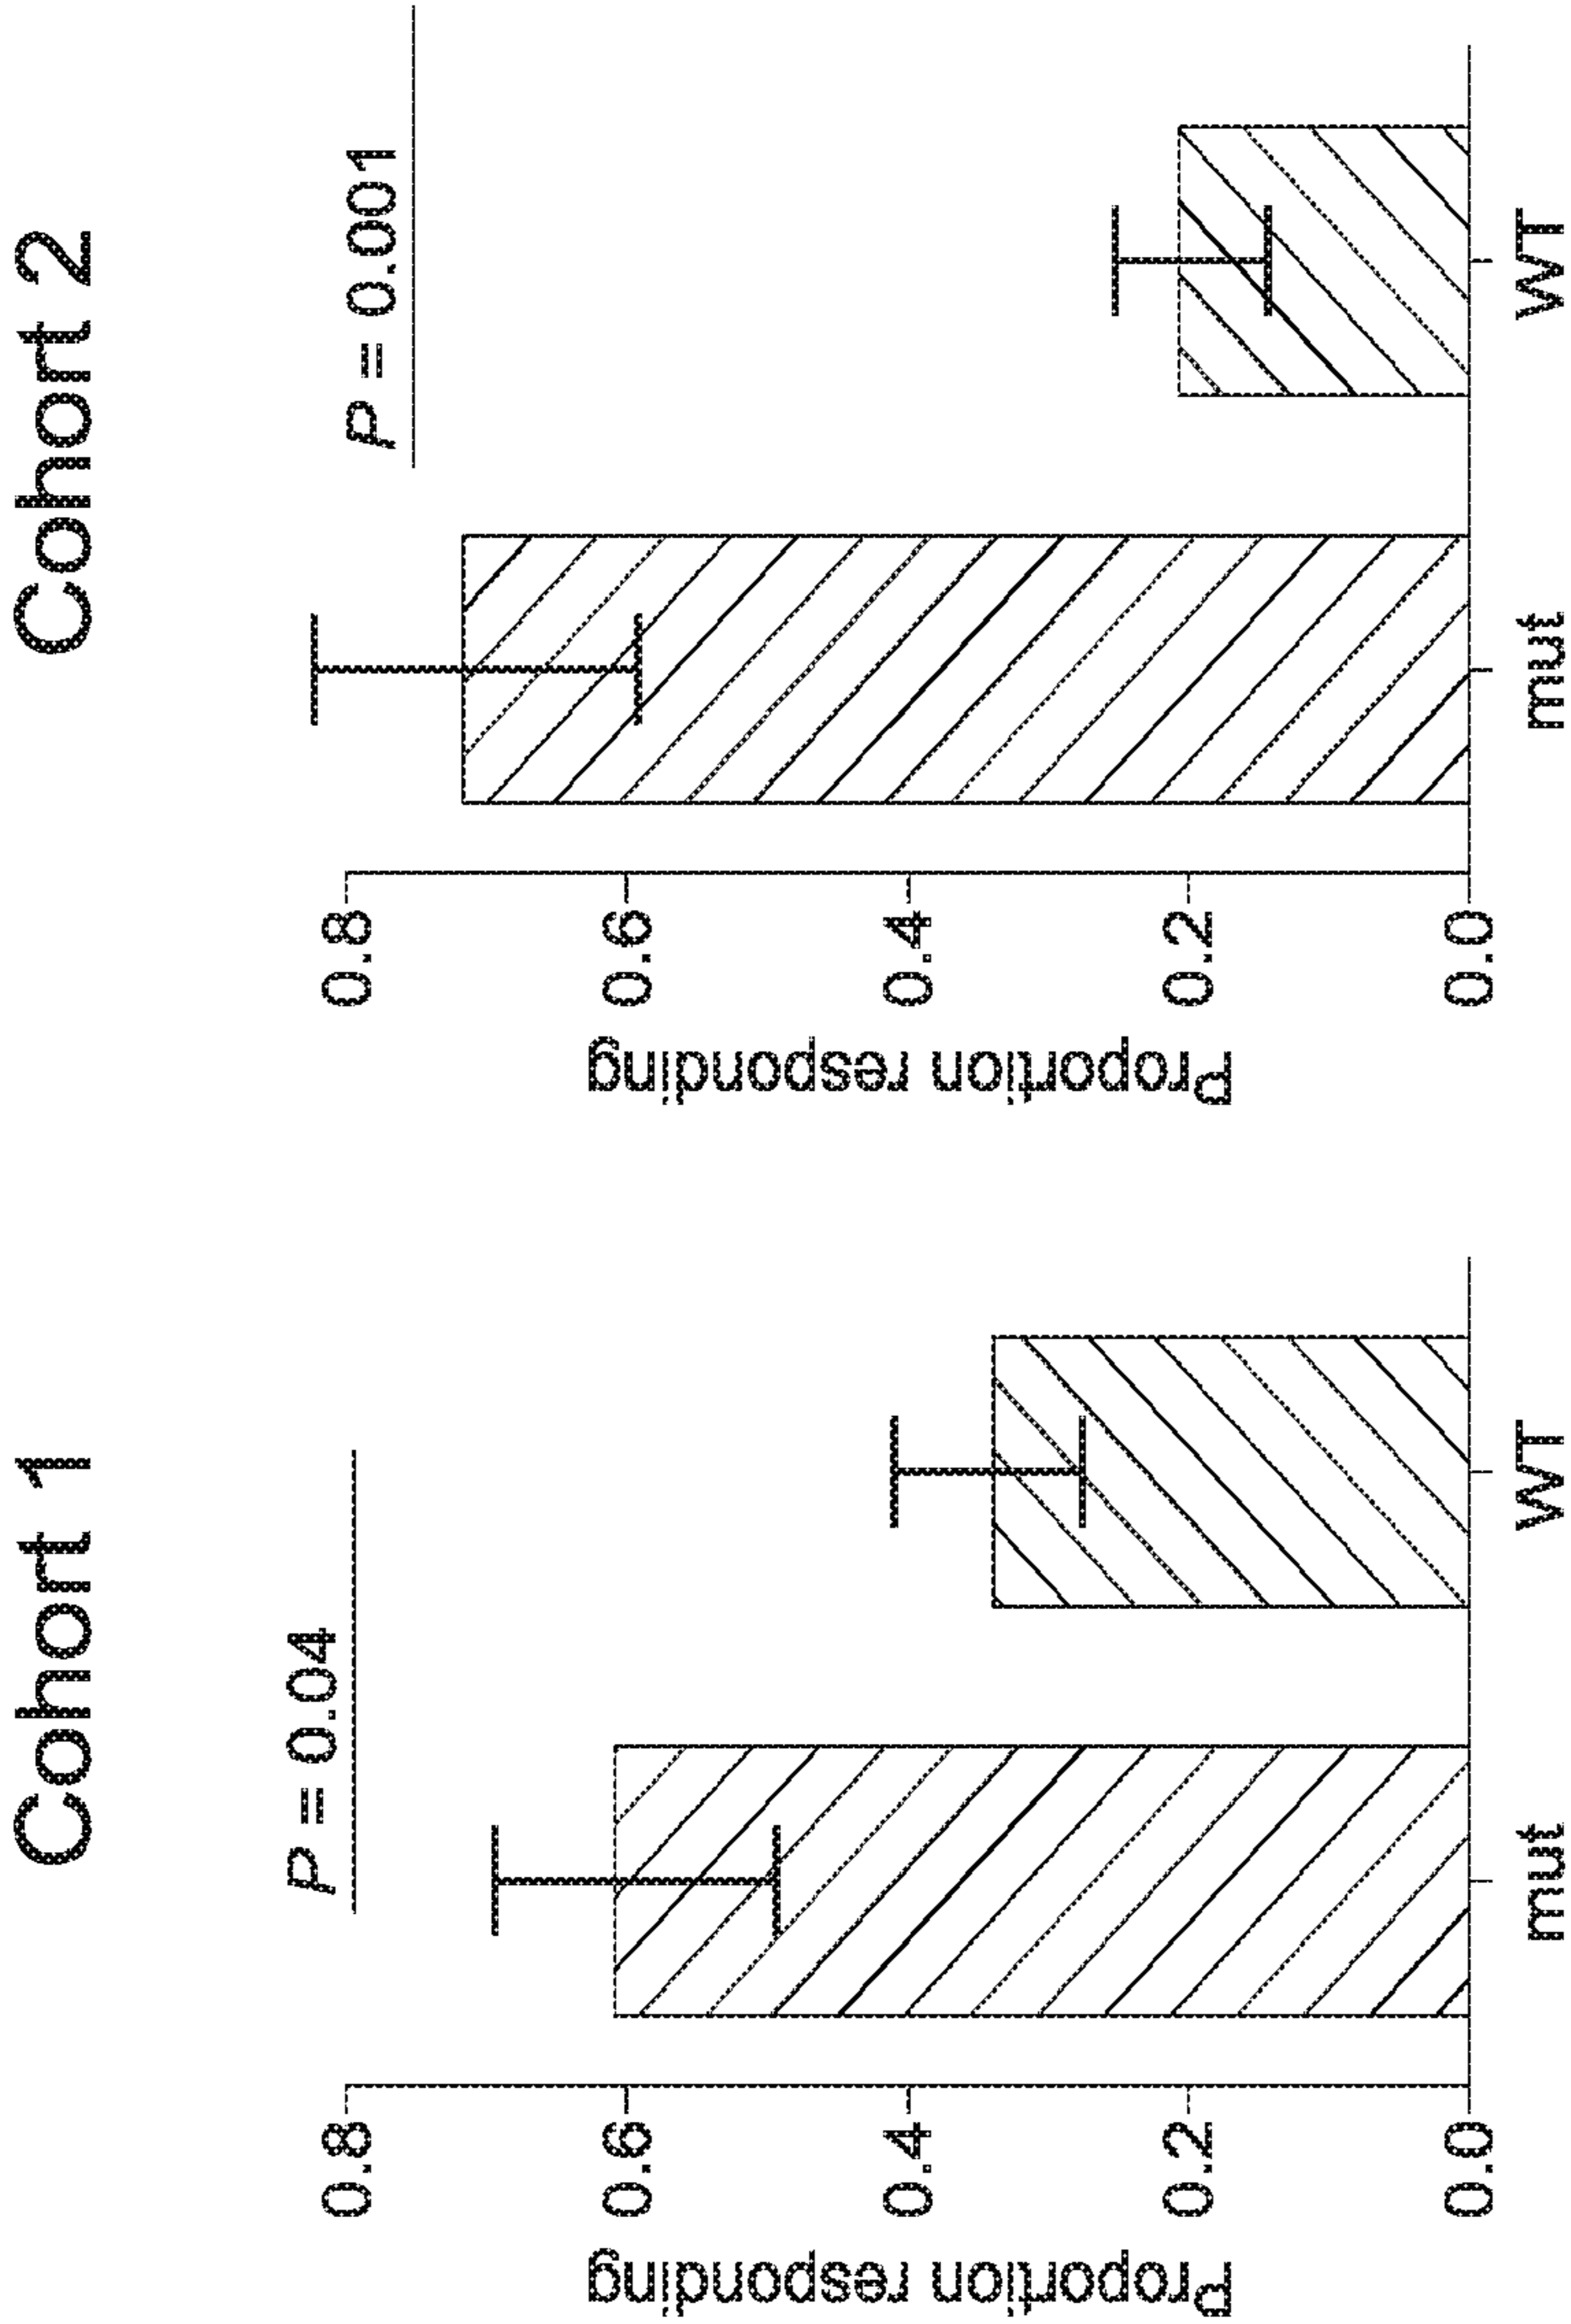 Cohort 1
P = 0.04
Proportion responding
0.8
0.6
0.4
0.2
0.0
mut
WT
Cohort 2
P = 0.001
Proportion responding
0.8
0.6
0.4
0.2
0.0
mut
WT